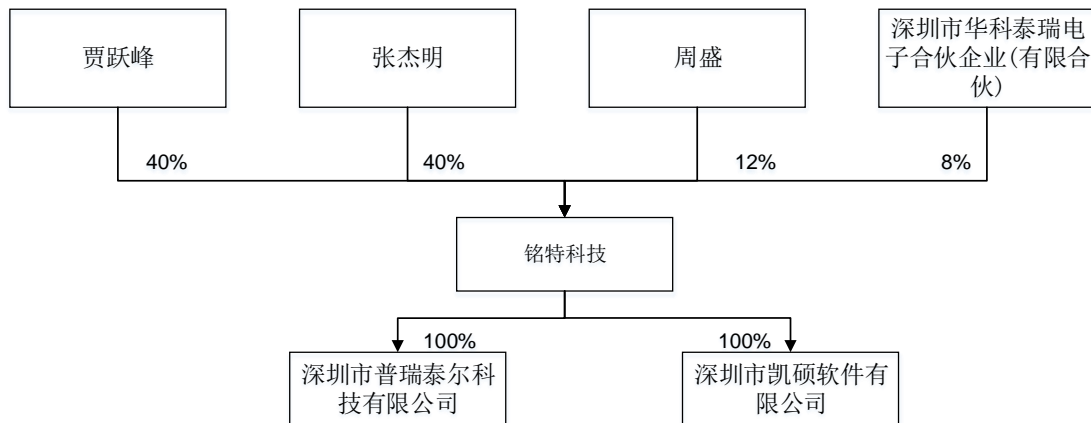 贾跃峰
张杰明
周盛
深圳市华科泰瑞电
子合伙企业(有限合
伙)
40%
40%
12%
8%
铭特科技
100%
100%
深圳市普瑞泰尔科
技有限公司
深圳市凯硕软件有
限公司